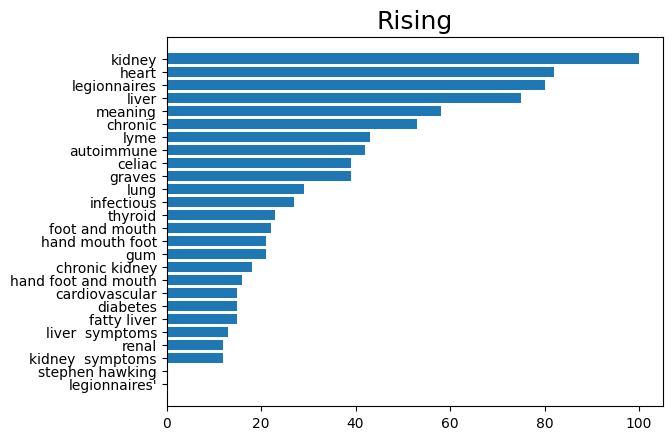 Rising
kidney
heart
legionnaires
liver
meaning
chronic
lyme
autoimmune
celiac
graves
lung
infectious
thyroid
foot and mouth
hand mouth foot
gum
chronic kidney
hand foot and mouth
cardiovascular
diabetes
fatty liver
liver  symptoms
renal
kidney  symptoms
stephen hawking
legionnaires'
0 20 40 60 80 100